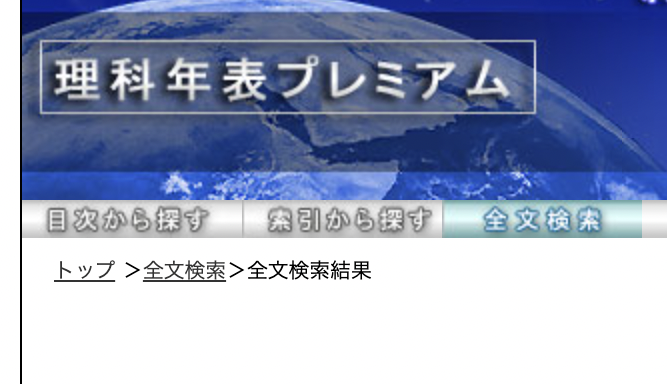 理科年表プレミアム
目次から探す 索引から探す 全文検索
トップ >全文検索>全文検索結果